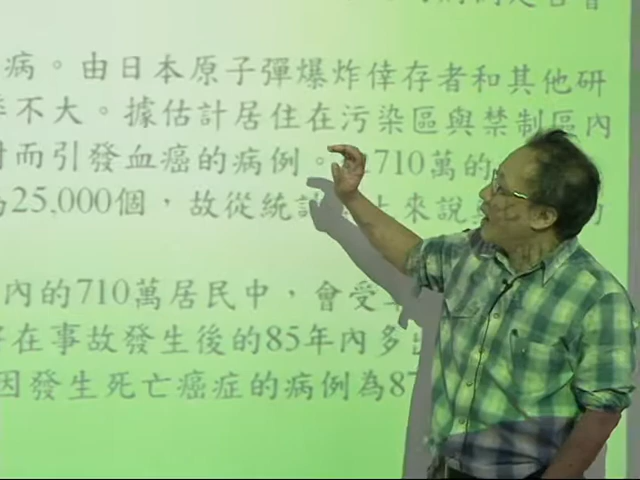 病。由日本原子彈爆炸倖存者和其他研
不大。據估計居住在污染區與禁制區內
而引發血癌的病例。 710萬的
25,000個，故從統計上來說
內的710萬居民中，會受
在事故發生後的85年內多
因發生死亡癌症的病例為87